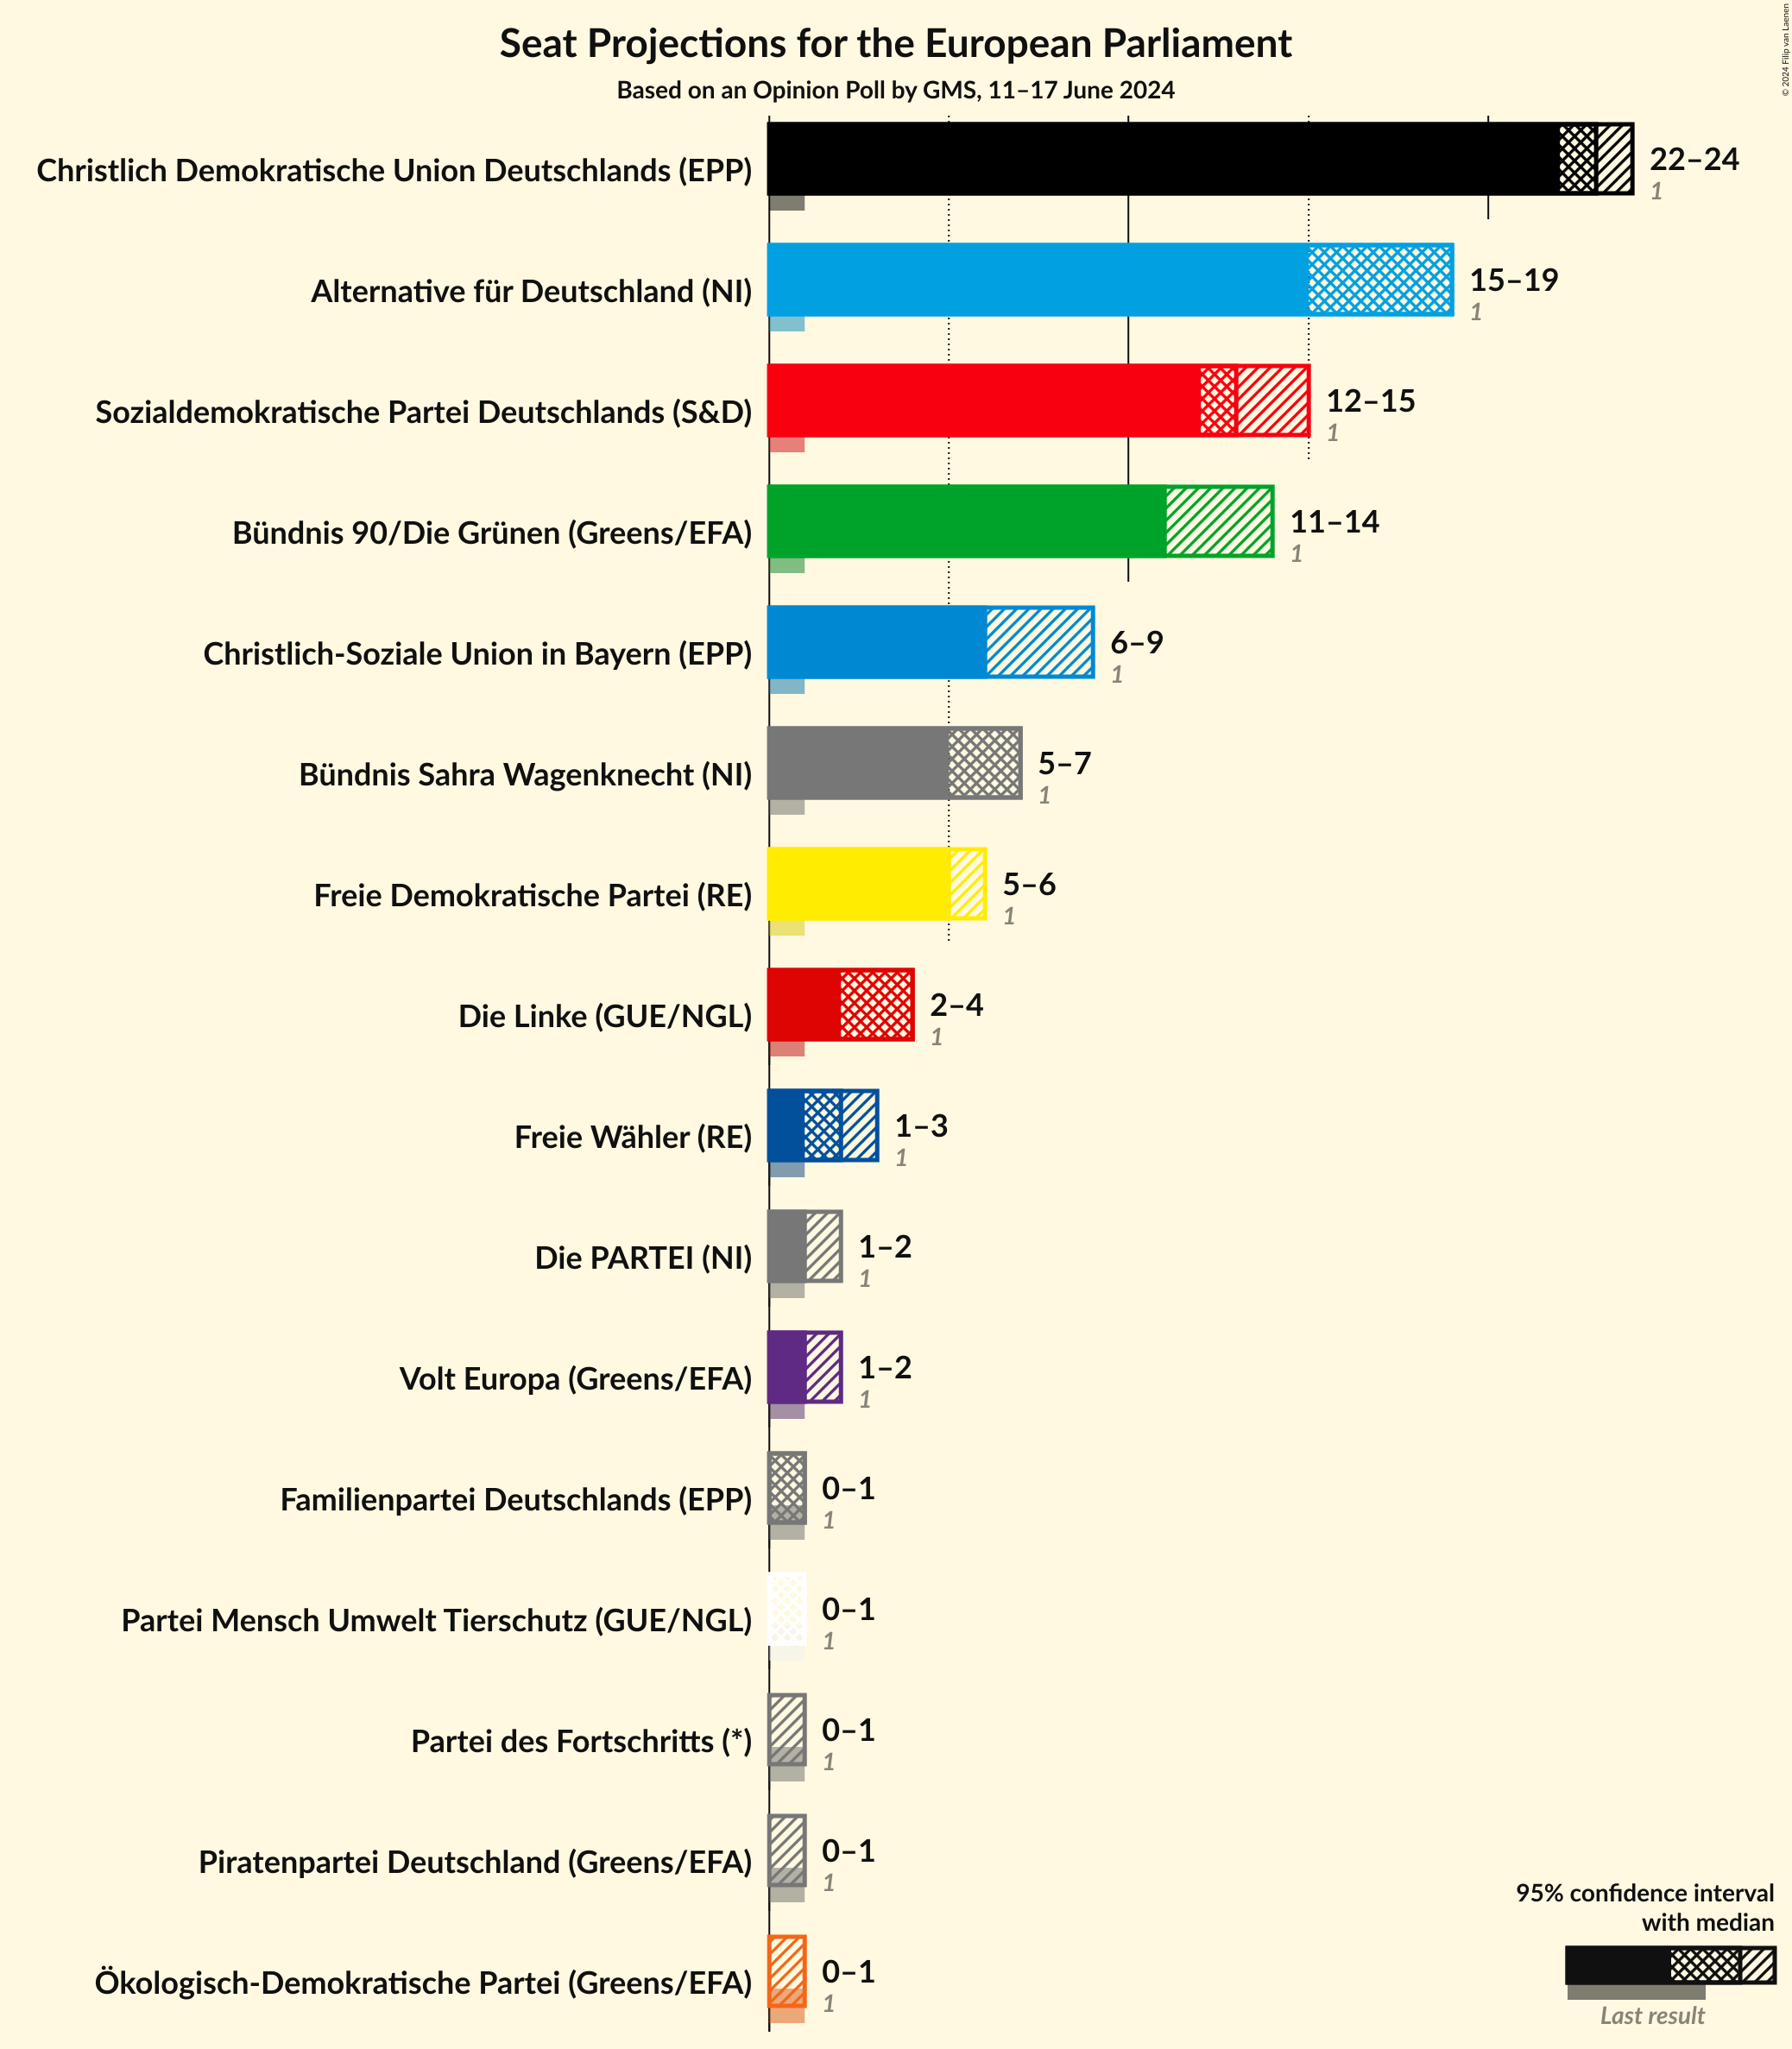 Seat Projections for the European Parliament
Based on an Opinion Poll by GMS, 11–17 June 2024
© 2024 Filip van Laenen
Christlich Demokratische Union Deutschlands (EPP)
22–24
1
Alternative für Deutschland (NI)
15–19
1
Sozialdemokratische Partei Deutschlands (S&D)
12–15
1
Bündnis 90/Die Grünen (Greens/EFA)
11–14
1
Christlich-Soziale Union in Bayern (EPP)
6–9
1
Bündnis Sahra Wagenknecht (NI)
5–7
1
Freie Demokratische Partei (RE)
5–6
1
Die Linke (GUE/NGL)
2–4
1
Freie Wähler (RE)
1–3
1
Die PARTEI (NI)
1–2
1
Volt Europa (Greens/EFA)
1–2
1
Familienpartei Deutschlands (EPP)
0–1
1
Partei Mensch Umwelt Tierschutz (GUE/NGL)
0–1
1
Partei des Fortschritts (*)
0–1
1
Piratenpartei Deutschland (Greens/EFA)
0–1
1
Ökologisch-Demokratische Partei (Greens/EFA)
0–1
1
95% confidence interval
with median
Last result